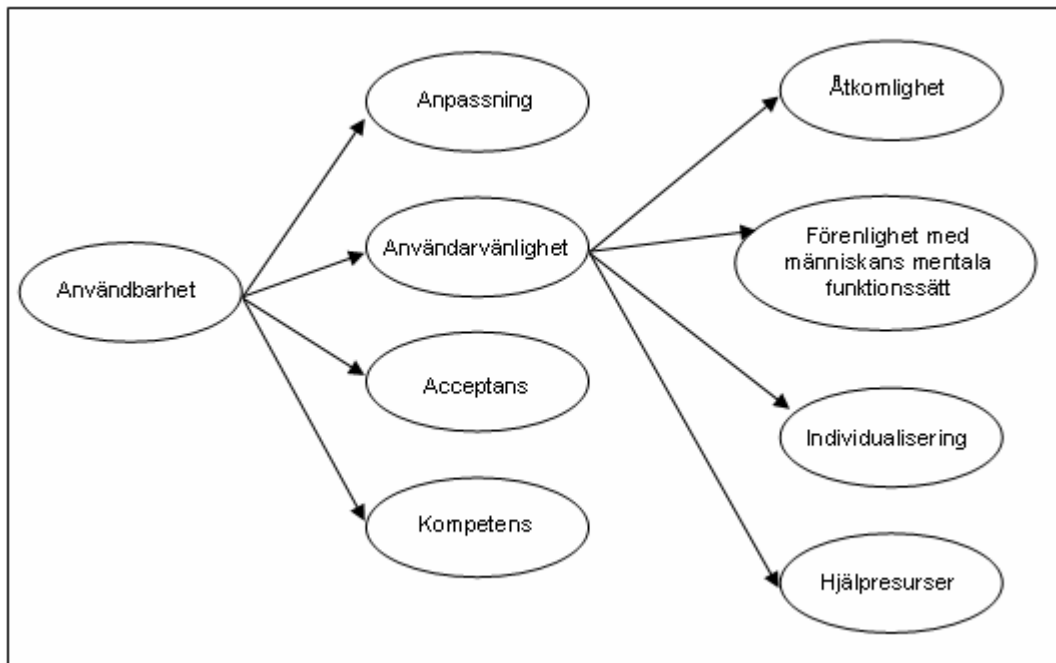 Användbarhet
Anpassning
Användarvänlighet
Acceptans
Kompetens
Åtkomlighet
Förenlighet med
människans mentala
funktionssätt
Individualisering
Hjälpresurser